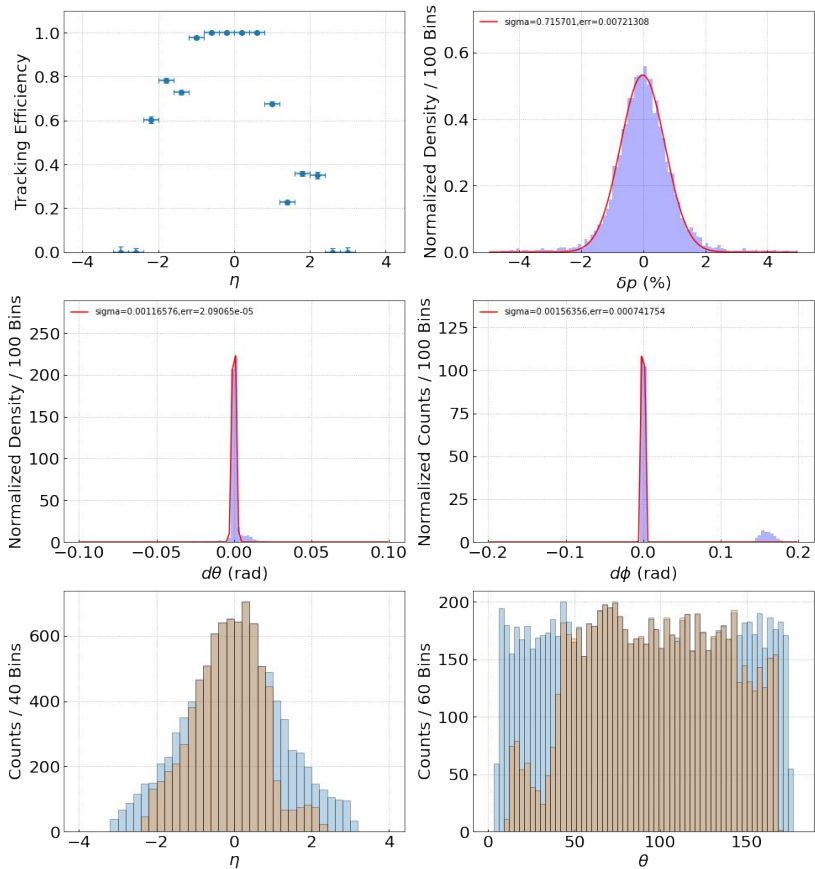 1.0
0.8
0.6
0.4
0.2
0.0
Tracking Efficiency
−4 −2 0 2 4
η
sigma=0.715701,err=0.00721308
0.6
0.4
0.2
0.0
Normalized Density / 100 Bins
−4 −2 0 2 4
δp (%)
sigma=0.00116576,err=2.09065e-05
250
200
150
100
50
0
Normalized Density / 100 Bins
−0.10 −0.05 0.00 0.05 0.10
dθ (rad)
sigma=0.00156356,err=0.000741754
125
100
75
50
25
0
Normalized Counts / 100 Bins
−0.2 −0.1 0.0 0.1 0.2
dϕ (rad)
600
400
200
0
Counts / 40 Bins
−4 −2 0 2 4
η
200
150
100
50
0
Counts / 60 Bins
0 50 100 150
θ